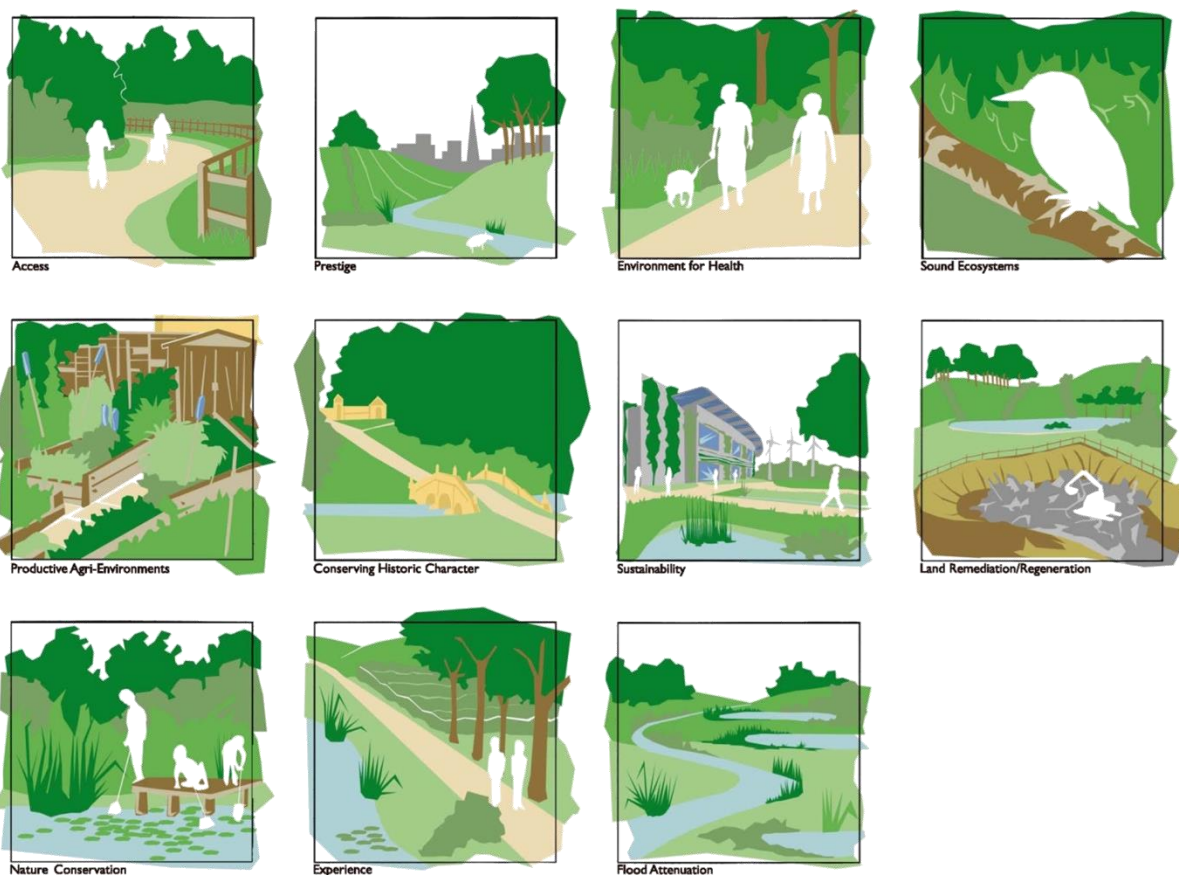 Access
Prestige
Environment for Health
Sound Ecosystems
Productive Agri-Environments
Conserving Historic Character
Sustainability
Land Remediation/Regeneration
Nature Conservation
Experience
Flood Attenuation